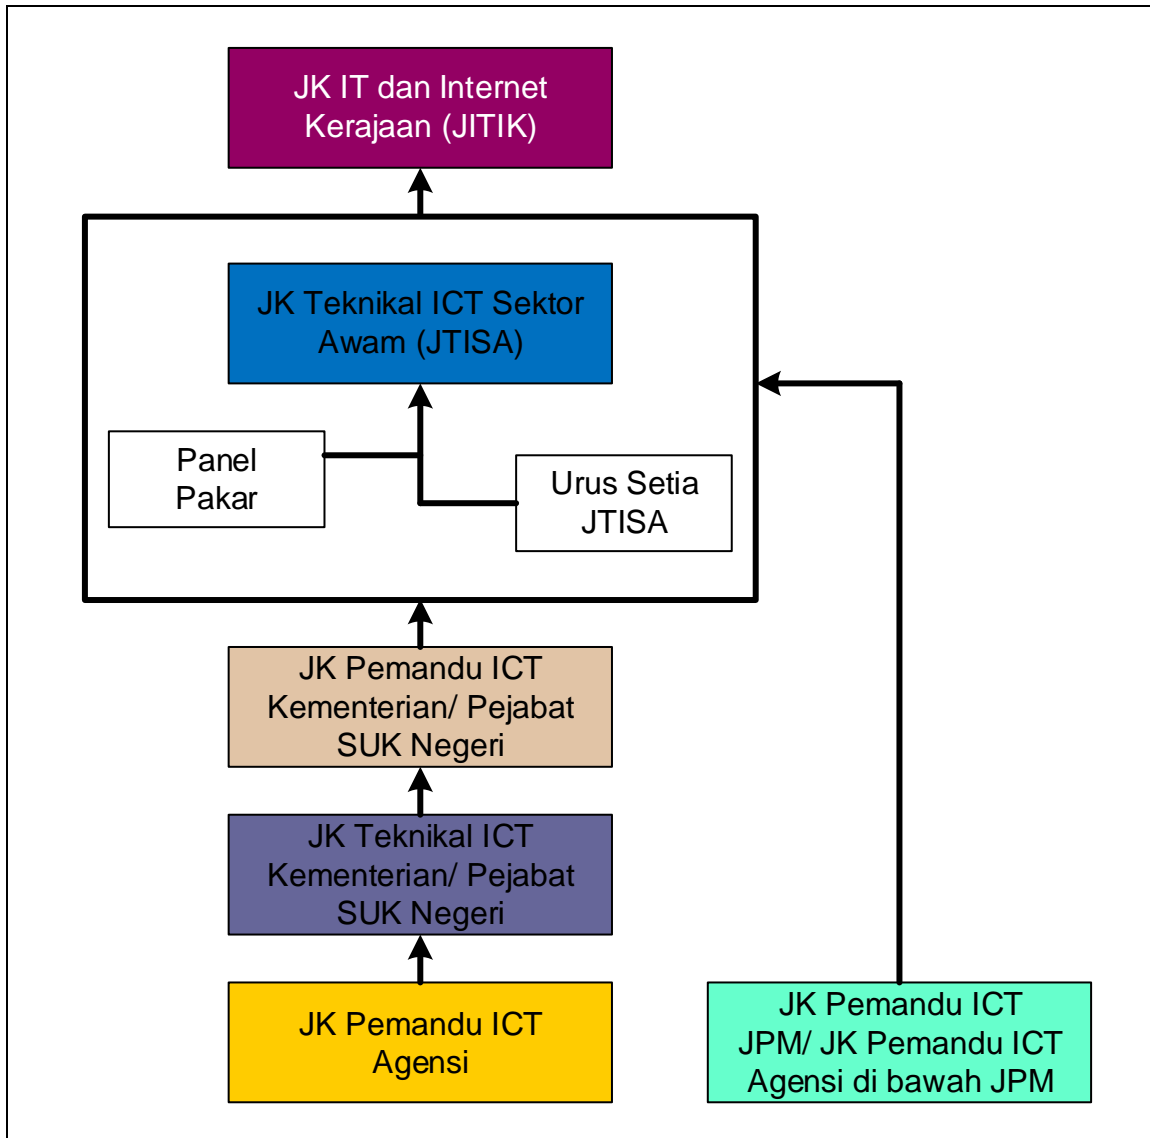 JK IT dan Internet
Kerajaan (JITIK)
JK Teknikal ICT Sektor
Awam (JTISA)
Panel
Pakar
Urus Setia
JTISA
JK Pemandu ICT
Kementerian/ Pejabat
SUK Negeri
JK Teknikal ICT
Kementerian/ Pejabat
SUK Negeri
JK Pemandu ICT
Agensi
JK Pemandu ICT
JPM/ JK Pemandu ICT
Agensi di bawah JPM